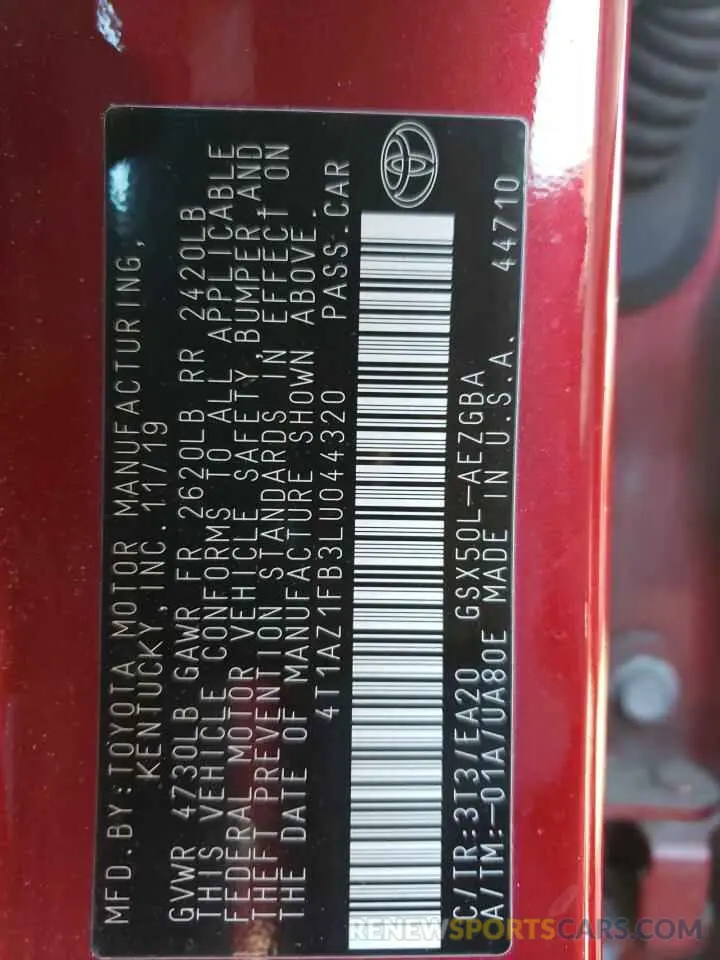 MFD. BY: TOYOTA MOTOR MANUFACTURING,
KENTUCKY, INC. 11/19
GVWR 4730LB GAWR FR 2620LB RR 2420LB
THIS VEHICLE CONFORMS TO ALL APPLICABLE
FEDERAL MOTOR VEHICLE SAFETY, BUMPER AND
THEFT PREVENTION STANDARDS IN EFFECT ON
THE DATE OF MANUFACTURE SHOWN ABOVE.
4T1AZ1FB3LU044320 PASS. CAR
C/TR: 3T3/EA20 GSX50L-AEZGBA
A/TM: -01A/UA80E MADE IN U.S.A. 44710
RENEWSPORTSCARS.COM